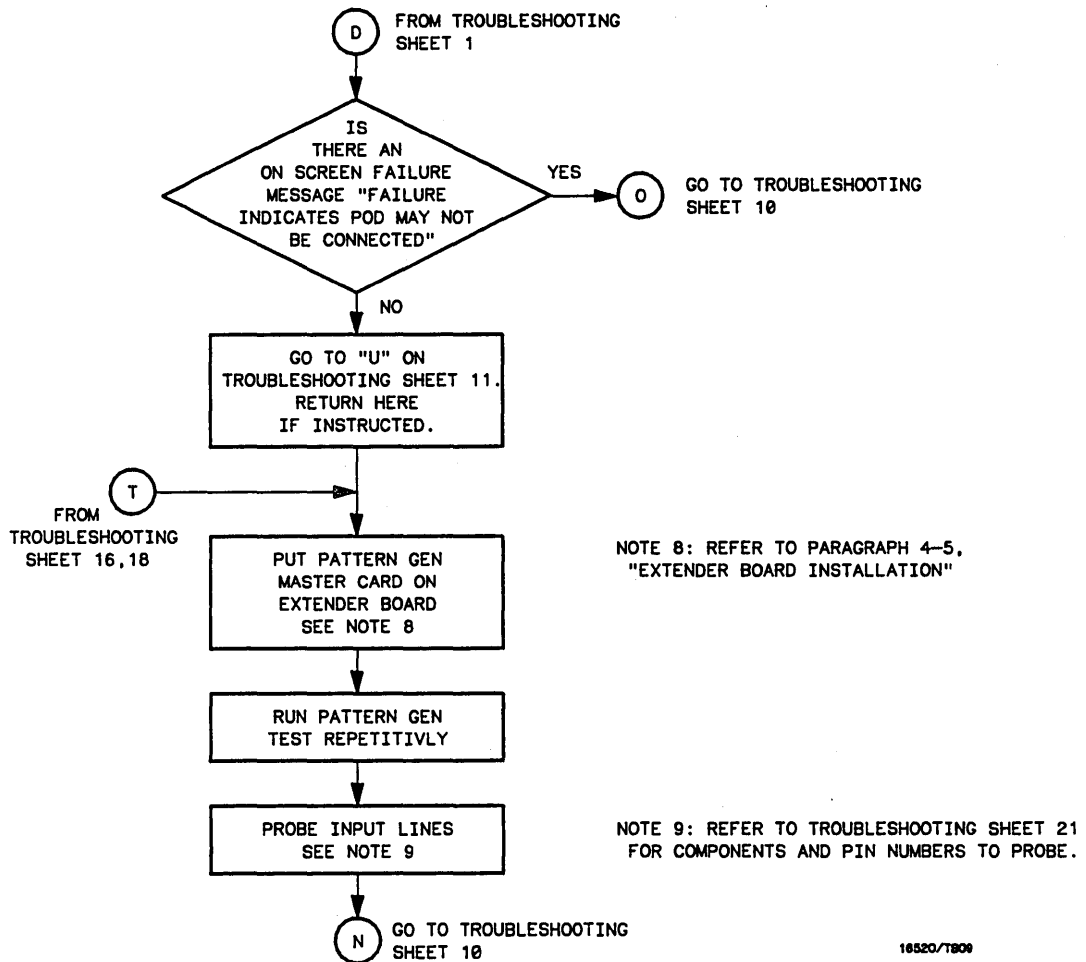 D
FROM TROUBLESHOOTING
SHEET 1
IS
THERE AN
ON SCREEN FAILURE
MESSAGE "FAILURE
INDICATES POD MAY NOT
BE CONNECTED"
YES
O
GO TO TROUBLESHOOTING
SHEET 10
NO
GO TO "U" ON
TROUBLESHOOTING SHEET 11.
RETURN HERE
IF INSTRUCTED.
T
FROM
TROUBLESHOOTING
SHEET 16,18
PUT PATTERN GEN
MASTER CARD ON
EXTENDER BOARD
SEE NOTE 8
NOTE 8: REFER TO PARAGRAPH 4-5,
"EXTENDER BOARD INSTALLATION"
RUN PATTERN GEN
TEST REPETITIVLY
PROBE INPUT LINES
SEE NOTE 9
NOTE 9: REFER TO TROUBLESHOOTING SHEET 21
FOR COMPONENTS AND PIN NUMBERS TO PROBE.
N
GO TO TROUBLESHOOTING
SHEET 10
16520/TB09